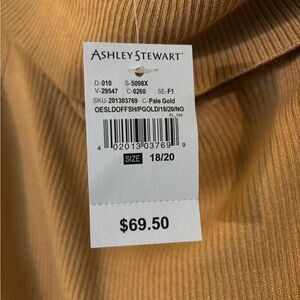 ASHLEY STEWART
D-010 S-5098X
V-29547 C-0260 SE-F1
SKU-201303769 C-Pale Gold
OESLDOFFSH/PGOLD/18/20/NO
FL_104
4 02013 03769 9
SIZE 18/20
$69.50